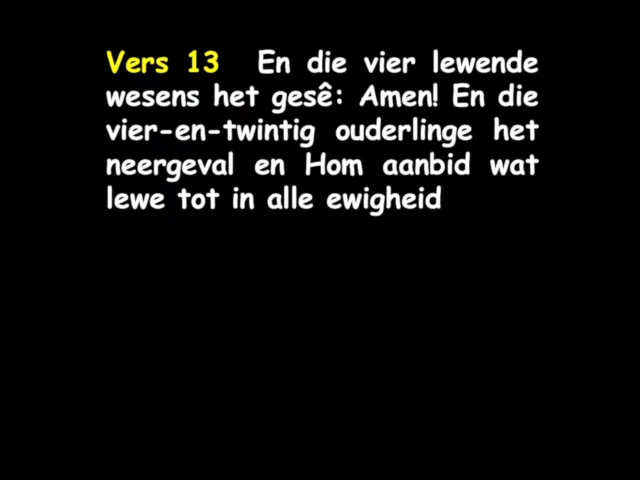 Vers 13 En die vier lewende
wesens het gesê: Amen! En die
vier-en-twintig ouderlinge het
neergeval en Hom aanbid wat
lewe tot in alle ewigheid